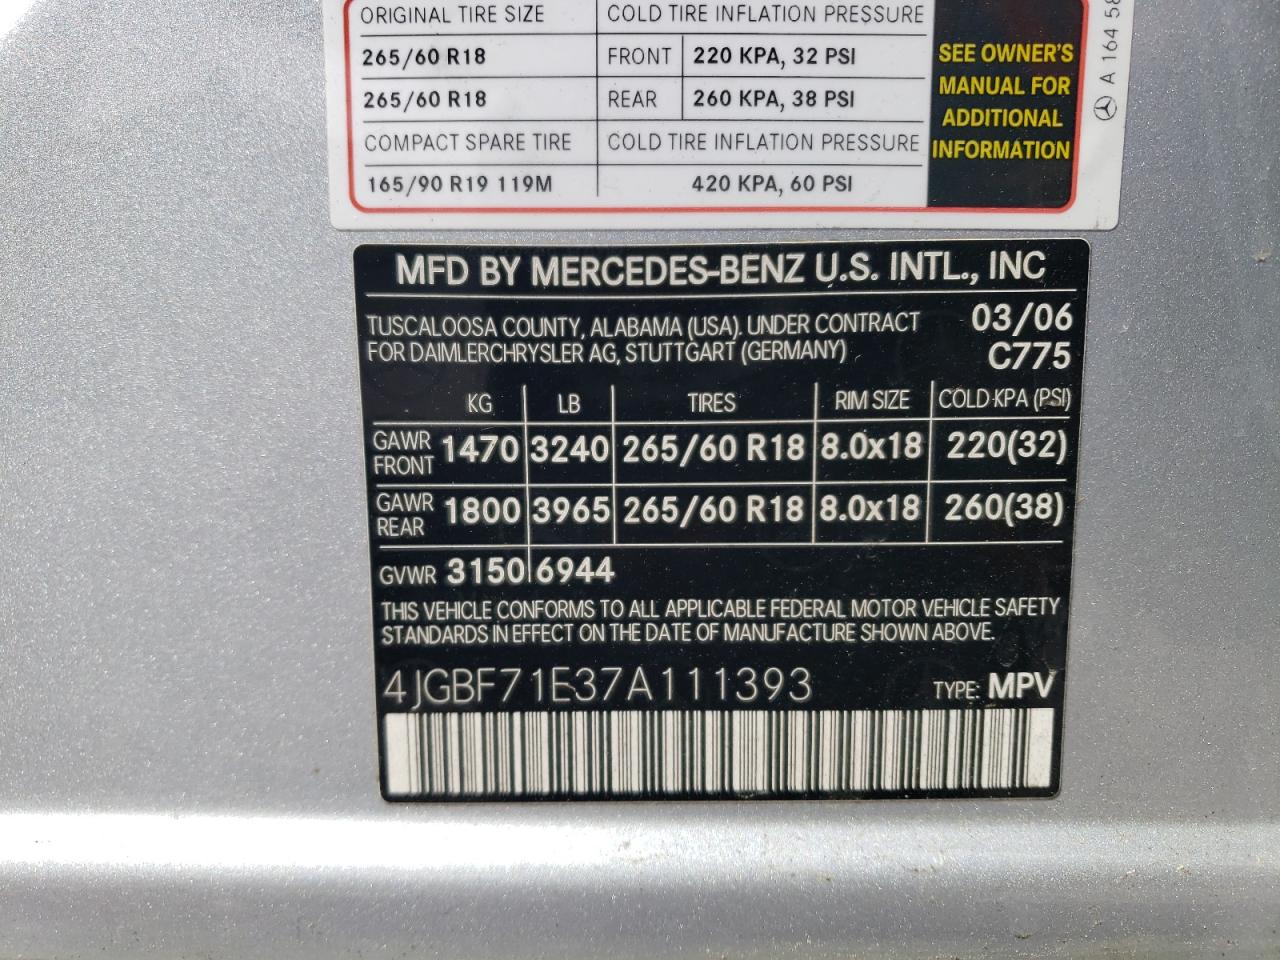 ORIGINAL TIRE SIZE COLD TIRE INFLATION PRESSURE
265/60 R18 FRONT 220 KPA, 32 PSI
265/60 R18 REAR 260 KPA, 38 PSI
COMPACT SPARE TIRE COLD TIRE INFLATION PRESSURE
165/90 R19 119M 420 KPA, 60 PSI
SEE OWNER'S
MANUAL FOR
ADDITIONAL
INFORMATION
A 164 58
MFD BY MERCEDES-BENZ U.S. INTL., INC
TUSCALOOSA COUNTY, ALABAMA (USA). UNDER CONTRACT 03/06
FOR DAIMLERCHRYSLER AG, STUTTGART (GERMANY) C775
KG LB TIRES RIM SIZE COLD KPA (PSI)
GAWR FRONT 1470 3240 265/60 R18 8.0x18 220(32)
GAWR REAR 1800 3965 265/60 R18 8.0x18 260(38)
GVWR 3150 6944
THIS VEHICLE CONFORMS TO ALL APPLICABLE FEDERAL MOTOR VEHICLE SAFETY
STANDARDS IN EFFECT ON THE DATE OF MANUFACTURE SHOWN ABOVE.
4JGBF71E37A111393 TYPE: MPV